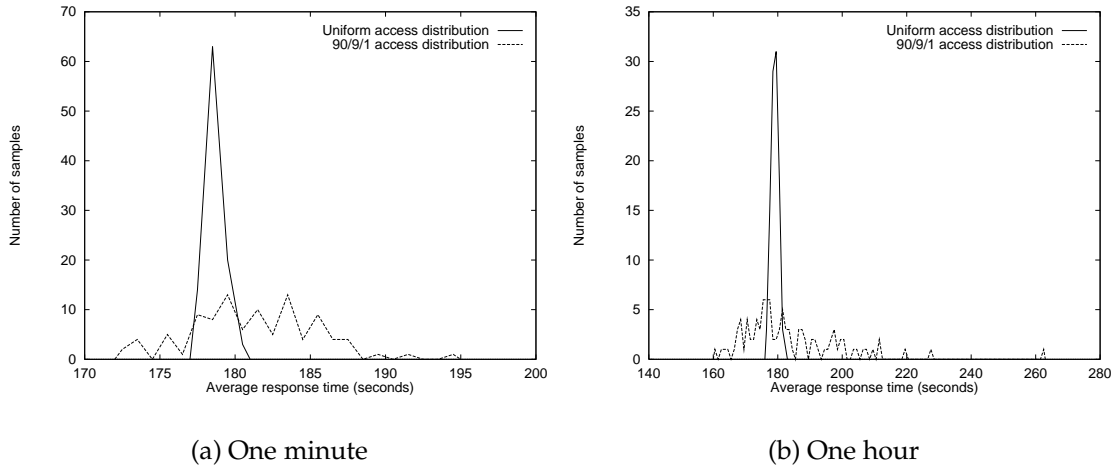 70
60
50
40
30
20
10
0
170 175 180 185 190 195 200
Number of samples
Average response time (seconds)
Uniform access distribution
90/9/1 access distribution
(a) One minute
35
30
25
20
15
10
5
0
140 160 180 200 220 240 260 280
Number of samples
Average response time (seconds)
Uniform access distribution
90/9/1 access distribution
(b) One hour